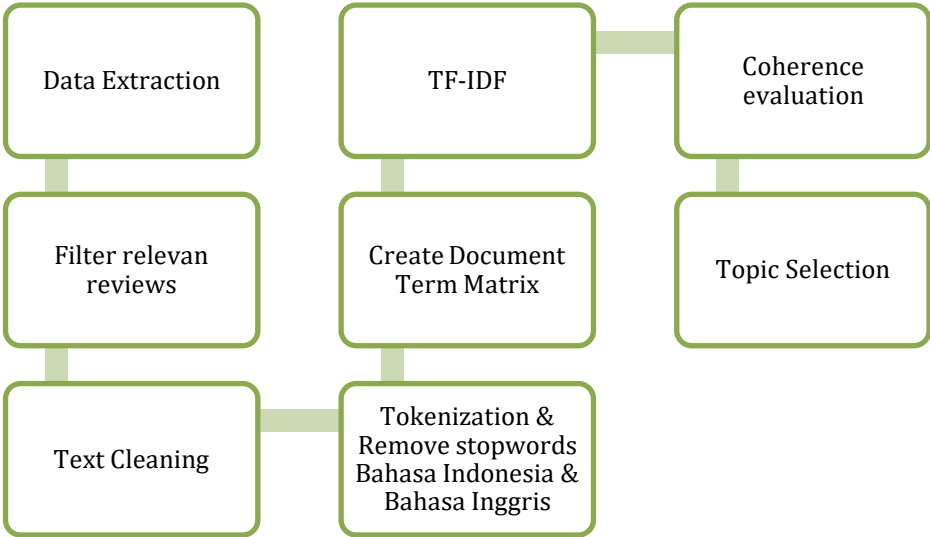 Data Extraction
Filter relevan
reviews
Text Cleaning
Tokenization &
Remove stopwords
Bahasa Indonesia &
Bahasa Inggris
Create Document
Term Matrix
TF-IDF
Coherence
evaluation
Topic Selection